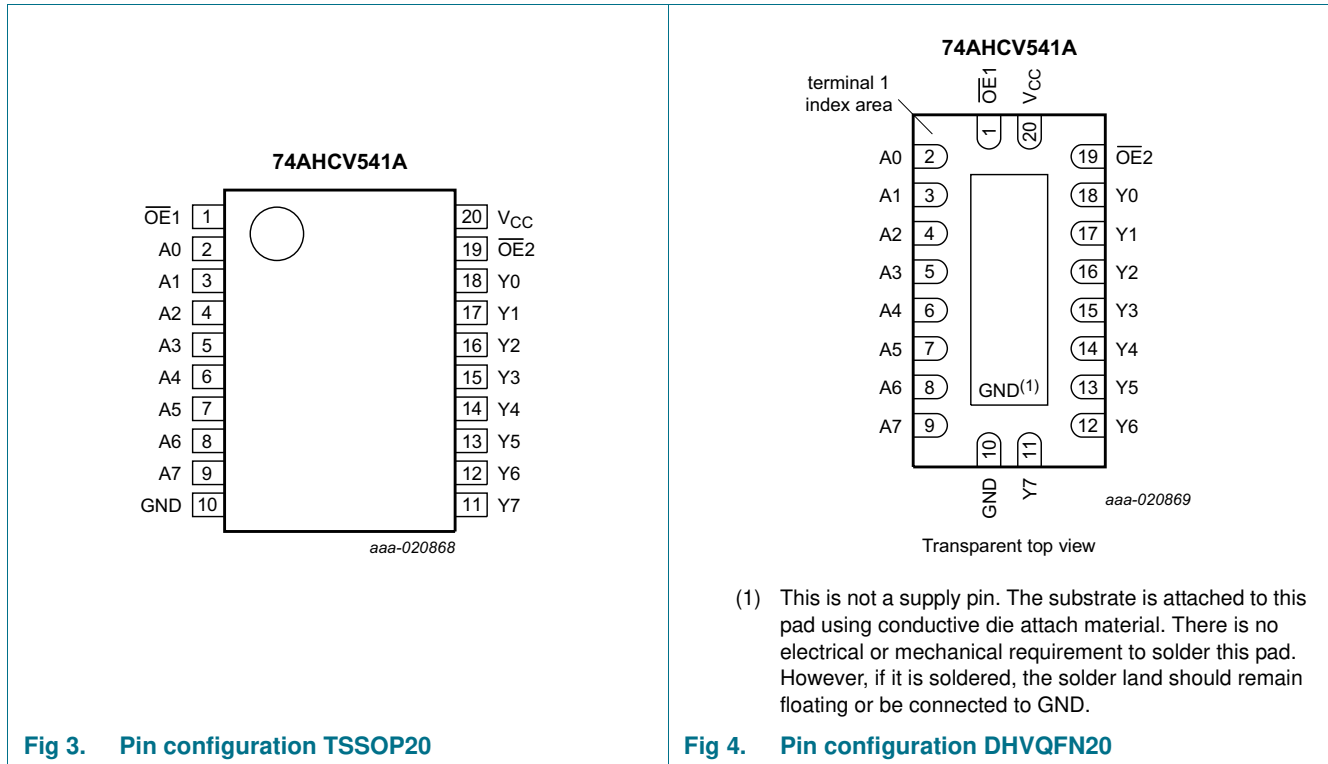 74AHCV541A
OE1 1
A0 2
A1 3
A2 4
A3 5
A4 6
A5 7
A6 8
A7 9
GND 10
20 VCC
19 OE2
18 Y0
17 Y1
16 Y2
15 Y3
14 Y4
13 Y5
12 Y6
11 Y7
aaa-020868
Fig 3. Pin configuration TSSOP20
74AHCV541A
terminal 1
index area
OE1
VCC
1
20
A0 2
A1 3
A2 4
A3 5
A4 6
A5 7
A6 8
A7 9
19 OE2
18 Y0
17 Y1
16 Y2
15 Y3
14 Y4
13 Y5
12 Y6
GND(1)
10
11
GND
Y7
aaa-020869
Transparent top view
(1) This is not a supply pin. The substrate is attached to this
pad using conductive die attach material. There is no
electrical or mechanical requirement to solder this pad.
However, if it is soldered, the solder land should remain
floating or be connected to GND.
Fig 4. Pin configuration DHVQFN20